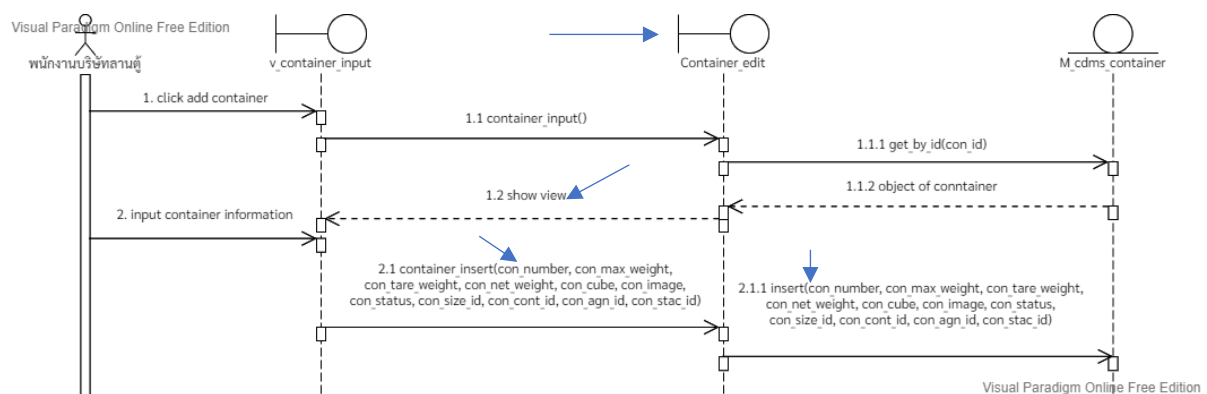 Visual Paradigm Online Free Edition
พนักงานบริษัทลานตู้
v_container_input
Container_edit
M_cdms_container
1. click add container
1.1 container_input()
1.1.1 get_by_id(con_id)
1.1.2 object of conntainer
1.2 show view
2. input container information
2.1 container_insert(con_number, con_max_weight,
con_tare_weight, con_net_weight, con_cube, con_image,
con_status, con_size_id, con_cont_id, con_agn_id, con_stac_id)
2.1.1 insert(con_number, con_max_weight, con_tare_weight,
con_net_weight, con_cube, con_image, con_status,
con_size_id, con_cont_id, con_agn_id, con_stac_id)
Visual Paradigm Online Free Edition